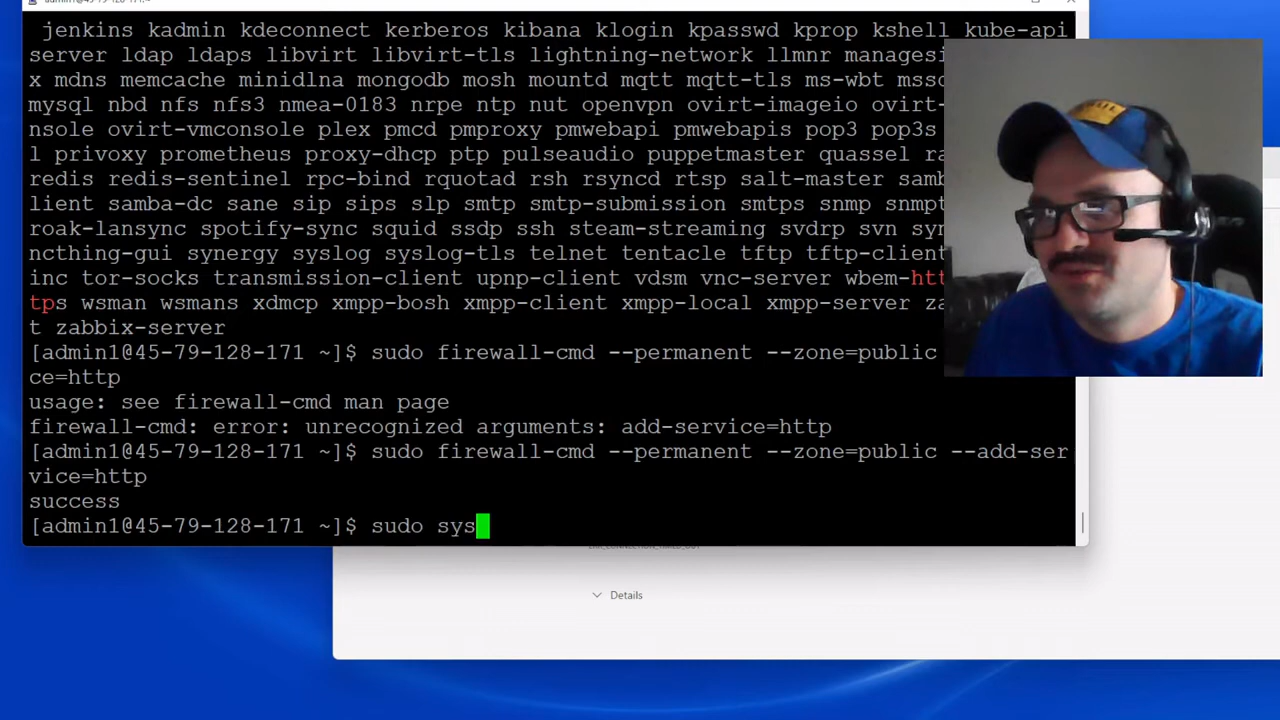 admin1@45-79-128-171:~
jenkins kadmin kdeconnect kerberos kibana klogin kpasswd kprop kshell kube-api
server ldap ldaps libvirt libvirt-tls lightning-network llmnr managesi
x mdns memcache minidlna mongodb mosh mountd mqtt mqtt-tls ms-wbt mssq
mysql nbd nfs nfs3 nmea-0183 nrpe ntp nut openvpn ovirt-imageio ovirt-
nsole ovirt-vmconsole plex pmcd pmproxy pmwebapi pmwebapis pop3 pop3s
l privoxy prometheus proxy-dhcp ptp pulseaudio puppetmaster quassel ra
redis redis-sentinel rpc-bind rquotad rsh rsyncd rtsp salt-master samb
lient samba-dc sane sip sips slp smtp smtp-submission smtps snmp snmpt
roak-lansync spotify-sync squid ssdp ssh steam-streaming svdrp svn syn
ncthing-gui synergy syslog syslog-tls telnet tentacle tftp tftp-client
inc tor-socks transmission-client upnp-client vdsm vnc-server wbem-htt
tps wsman wsmans xdmcp xmpp-bosh xmpp-client xmpp-local xmpp-server za
t zabbix-server
[admin1@45-79-128-171 ~]$ sudo firewall-cmd --permanent --zone=public
ce=http
usage: see firewall-cmd man page
firewall-cmd: error: unrecognized arguments: add-service=http
[admin1@45-79-128-171 ~]$ sudo firewall-cmd --permanent --zone=public --add-ser
vice=http
success
[admin1@45-79-128-171 ~]$ sudo sys
Details